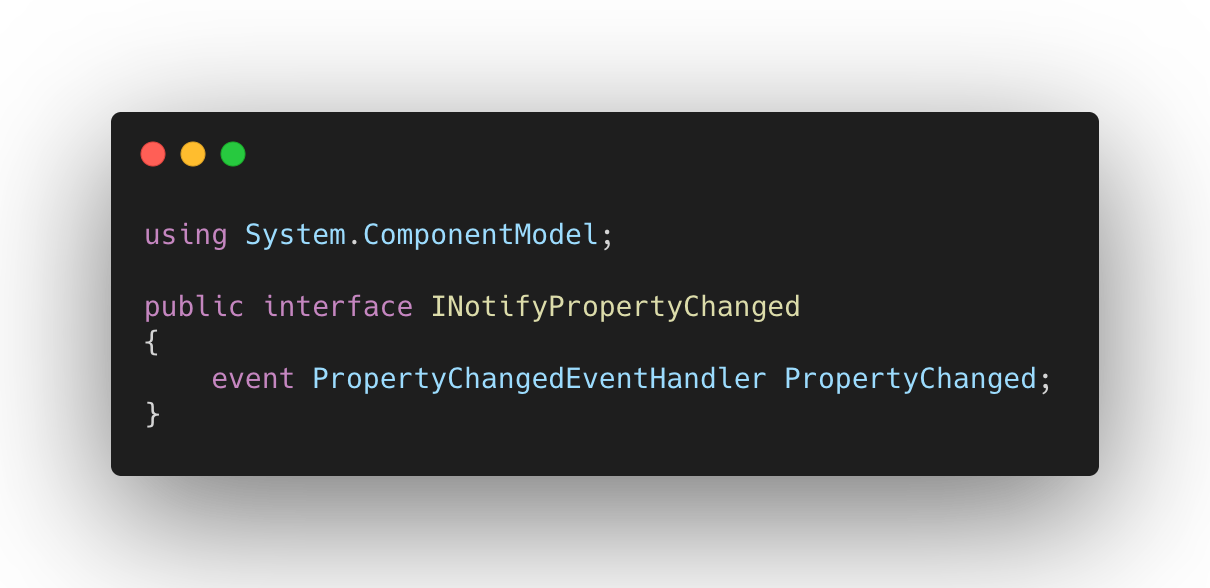 using System.ComponentModel;
public interface INotifyPropertyChanged
{
    event PropertyChangedEventHandler PropertyChanged;
}